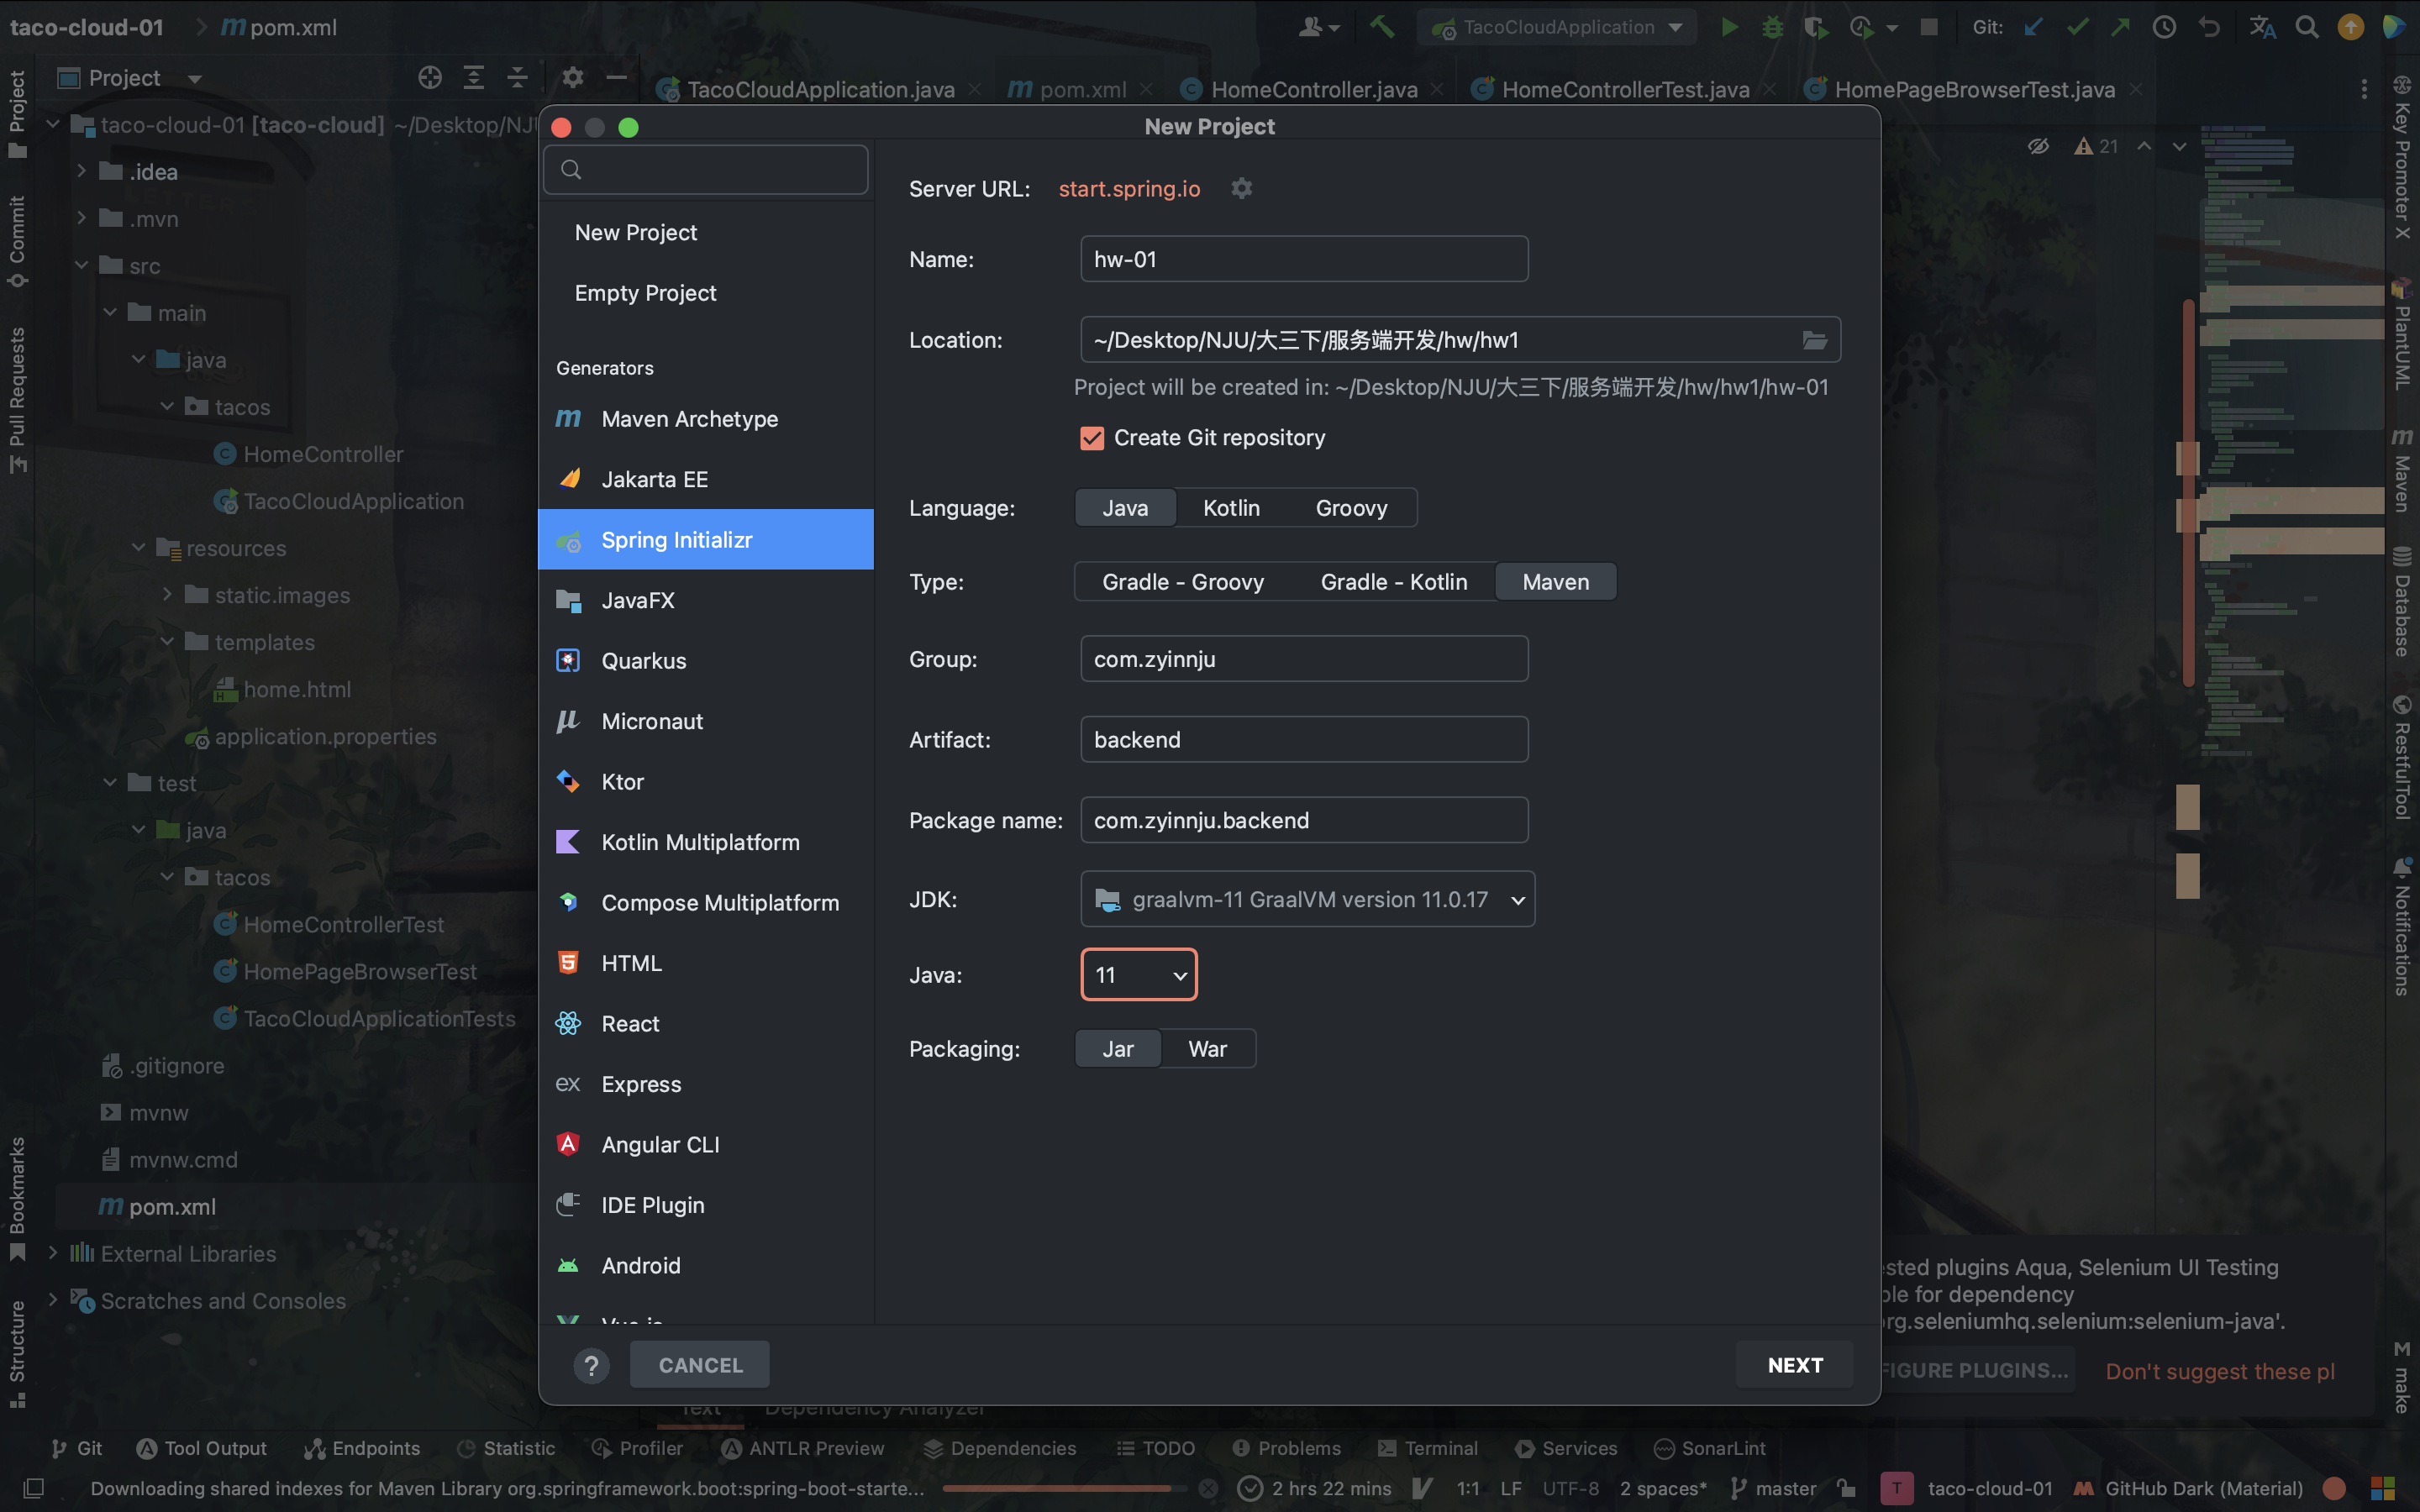 taco-cloud-01
pom.xml
TacoCloudApplication
Git:
Project
TacoCloudApplication.java
pom.xml
HomeController.java
HomeControllerTest.java
HomePageBrowserTest.java
21
taco-cloud-01 [taco-cloud] ~/Desktop/NJU
.idea
.mvn
src
main
java
tacos
HomeController
TacoCloudApplication
resources
static.images
templates
home.html
application.properties
test
java
tacos
HomeControllerTest
HomePageBrowserTest
TacoCloudApplicationTests
.gitignore
mvnw
mvnw.cmd
pom.xml
External Libraries
Scratches and Consoles
Project
Commit
Pull Requests
Bookmarks
Structure
New Project
New Project
Empty Project
Generators
Maven Archetype
Jakarta EE
Spring Initializr
JavaFX
Quarkus
Micronaut
Ktor
Kotlin Multiplatform
Compose Multiplatform
HTML
React
Express
Angular CLI
IDE Plugin
Android
Vue.js
Server URL: start.spring.io
Name: hw-01
Location: ~/Desktop/NJU/大三下/服务端开发/hw/hw1
Project will be created in: ~/Desktop/NJU/大三下/服务端开发/hw/hw1/hw-01
Create Git repository
Language: Java Kotlin Groovy
Type: Gradle - Groovy Gradle - Kotlin Maven
Group: com.zyinnju
Artifact: backend
Package name: com.zyinnju.backend
JDK: graalvm-11 GraalVM version 11.0.17
Java: 11
Packaging: Jar War
? CANCEL NEXT
Key Promoter X
PlantUML
Maven
Database
RestfulTool
Notifications
make
sted plugins Aqua, Selenium UI Testing
ble for dependency
rg.seleniumhq.selenium:selenium-java'.
FIGURE PLUGINS... Don't suggest these pl
Text Dependency Analyzer
Git Tool Output Endpoints Statistic Profiler ANTLR Preview Dependencies TODO Problems Terminal Services SonarLint
Downloading shared indexes for Maven Library org.springframework.boot:spring-boot-starte... 2 hrs 22 mins 1:1 LF UTF-8 2 spaces* master T taco-cloud-01 GitHub Dark (Material)